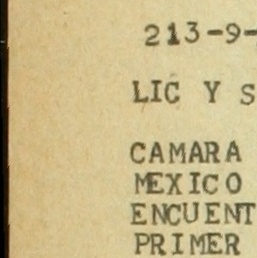 213-9-
LIC Y S
CAMARA
MEXICO
ENCUENT
PRIMER